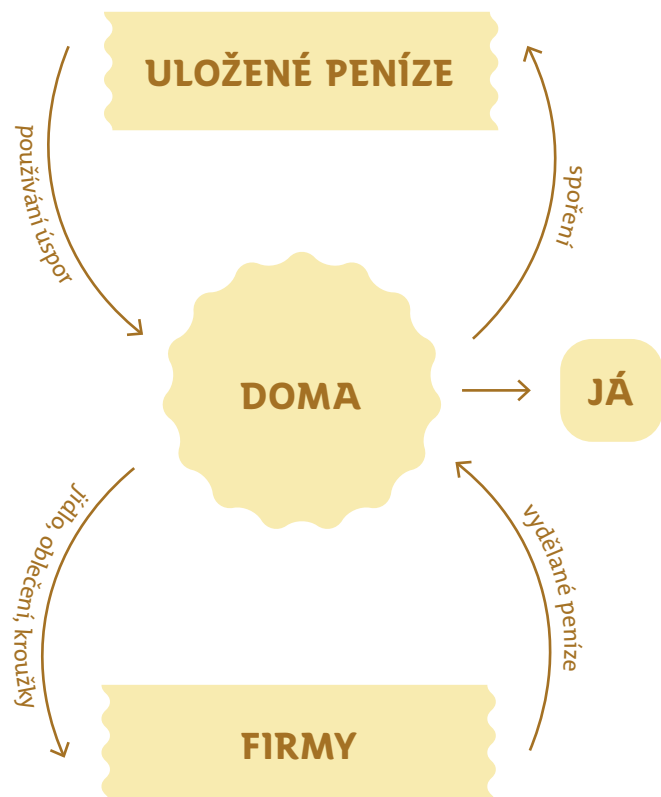 ULOŽENÉ PENÍZE
používání úspor
spoření
DOMA
JÁ
jídlo, oblečení, kroužky
vydělané peníze
FIRMY